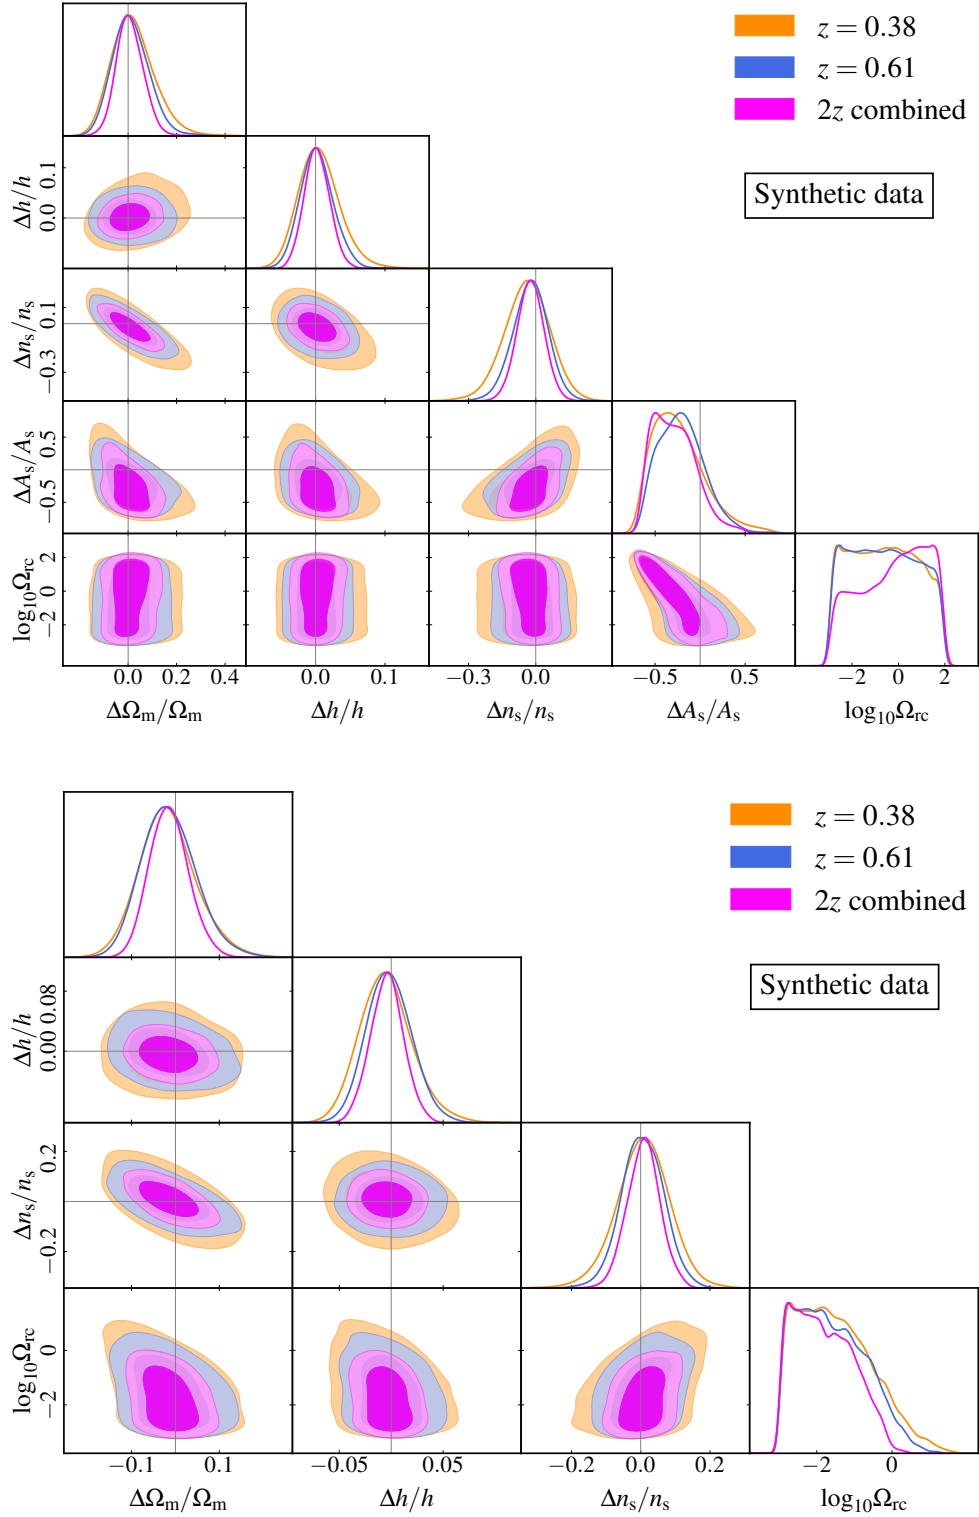 z = 0.38
z = 0.61
2z combined
Synthetic data
Δh/h
0.0 0.1
Δn_s/n_s
−0.3 0.1
ΔA_s/A_s
−0.5 0.5
log₁₀Ω_rc
2
0
−2
0.0 0.2 0.4 0.0 0.1 −0.3 0.0 −0.5 0.5 −2 0 2
ΔΩ_m/Ω_m Δh/h Δn_s/n_s ΔA_s/A_s log₁₀Ω_rc
z = 0.38
z = 0.61
2z combined
Synthetic data
Δh/h
0.00 0.08
Δn_s/n_s
−0.2 0.2
log₁₀Ω_rc
0
−2
−0.1 0.1 −0.05 0.05 −0.2 0.0 0.2 −2 0
ΔΩ_m/Ω_m Δh/h Δn_s/n_s log₁₀Ω_rc